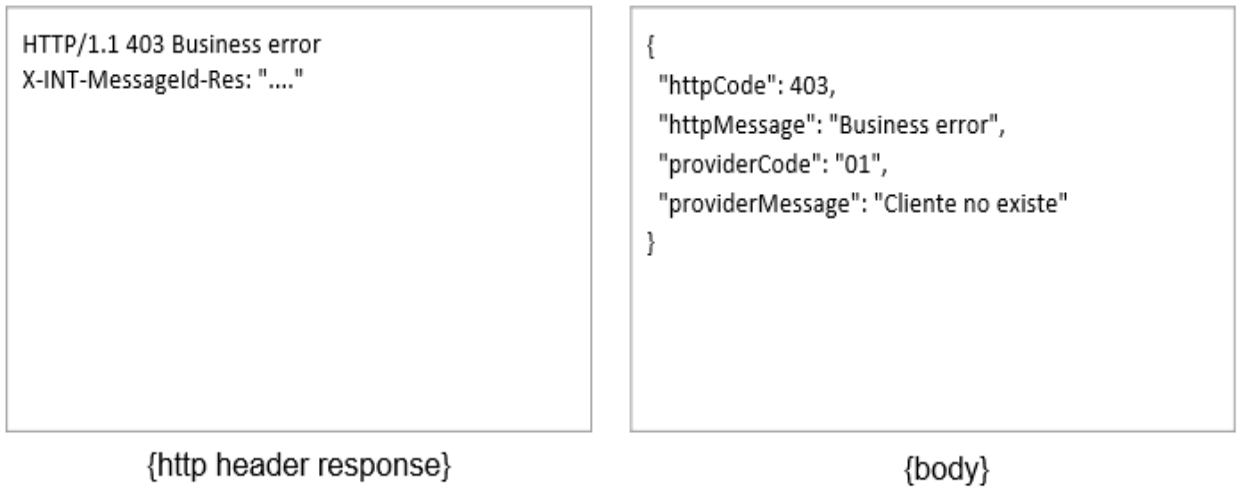 HTTP/1.1 403 Business error
X-INT-MessageId-Res: "...."
{http header response}
{
"httpCode": 403,
"httpMessage": "Business error",
"providerCode": "01",
"providerMessage": "Cliente no existe"
}
{body}